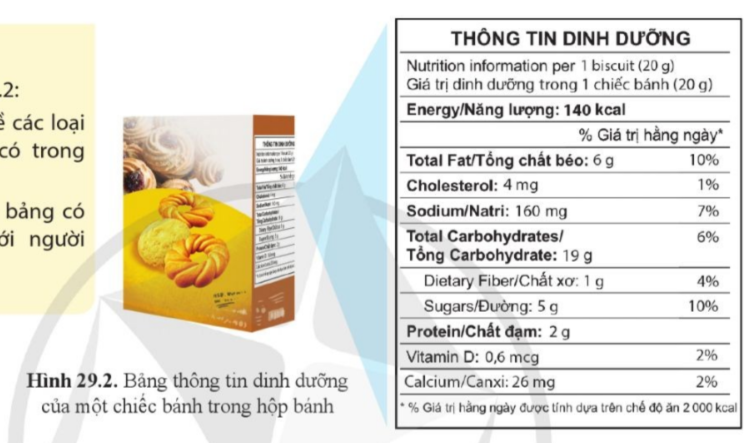 .2:
ề các loại
có trong
bảng có
ới người
THÔNG TIN DINH DƯỠNG
Nutrition information per 1 biscuit (20 g)
Giá trị dinh dưỡng trong 1 chiếc bánh (20 g)
Energy/Năng lượng: 140 kcal
% Giá trị hằng ngày*
Total Fat/Tổng chất béo: 6 g 10%
Cholesterol: 4 mg 1%
Sodium/Natri: 160 mg 7%
Total Carbohydrates/ 6%
Tổng Carbohydrate: 19 g
Dietary Fiber/Chất xơ: 1 g 4%
Sugars/Đường: 5 g 10%
Protein/Chất đạm: 2 g
Vitamin D: 0,6 mcg 2%
Calcium/Canxi: 26 mg 2%
* % Giá trị hằng ngày được tính dựa trên chế độ ăn 2 000 kcal
THÔNG TIN DINH DƯỠNG
Hình 29.2. Bảng thông tin dinh dưỡng
của một chiếc bánh trong hộp bánh